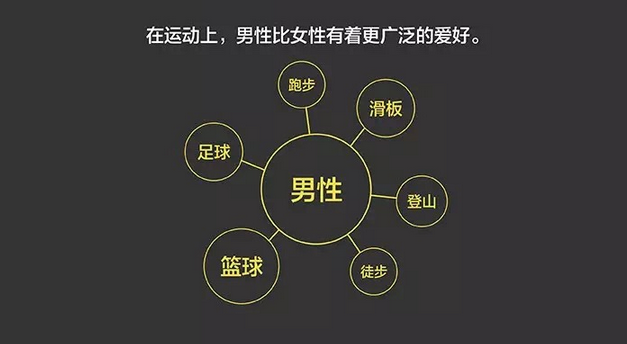 在运动上，男性比女性有着更广泛的爱好。
跑步
滑板
足球
男性
登山
篮球
徒步